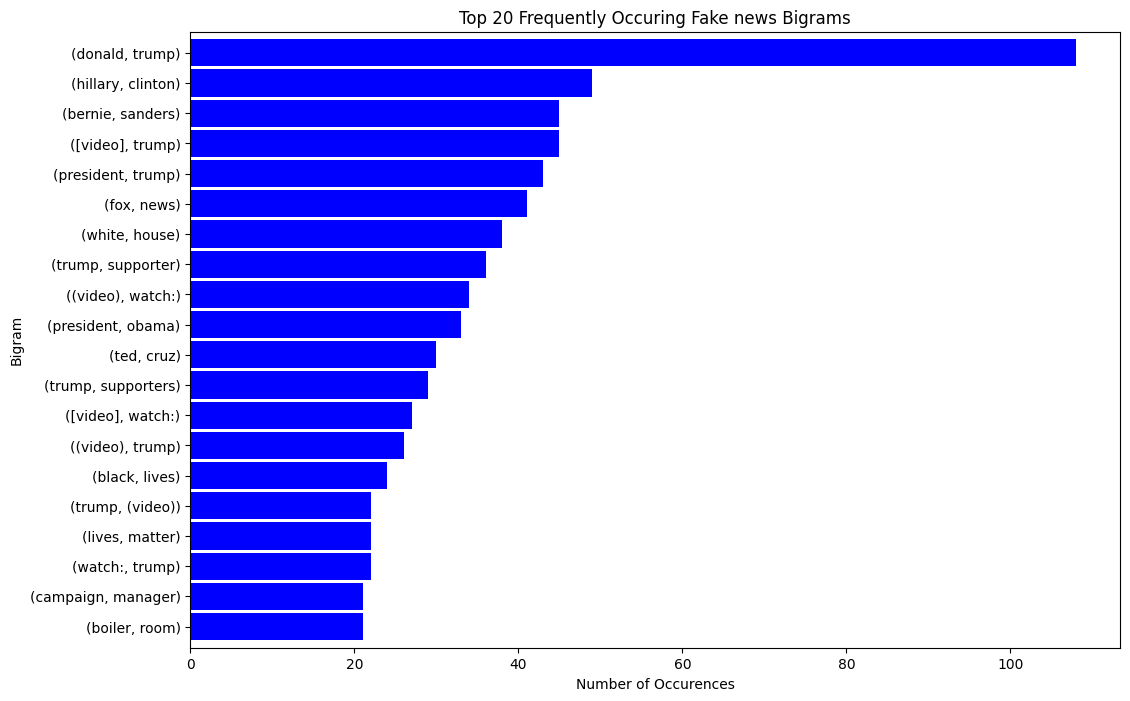 Top 20 Frequently Occuring Fake news Bigrams
(donald, trump)
(hillary, clinton)
(bernie, sanders)
([video], trump)
(president, trump)
(fox, news)
(white, house)
(trump, supporter)
((video), watch:)
(president, obama)
(ted, cruz)
(trump, supporters)
([video], watch:)
((video), trump)
(black, lives)
(trump, (video))
(lives, matter)
(watch:, trump)
(campaign, manager)
(boiler, room)
Bigram
0 20 40 60 80 100
Number of Occurences